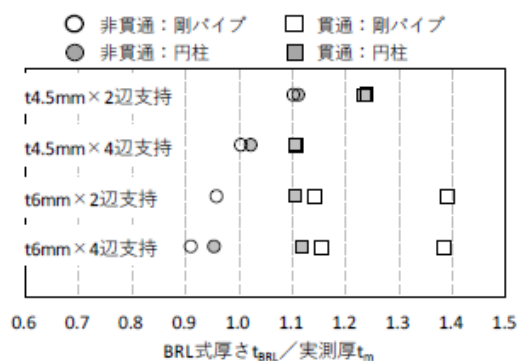 非貫通：剛パイプ 貫通：剛パイプ
非貫通：円柱 貫通：円柱
t4.5mm×2辺支持
t4.5mm×4辺支持
t6mm×2辺支持
t6mm×4辺支持
0.6 0.7 0.8 0.9 1.0 1.1 1.2 1.3 1.4 1.5
BRL式厚さtBRL／実測厚tm